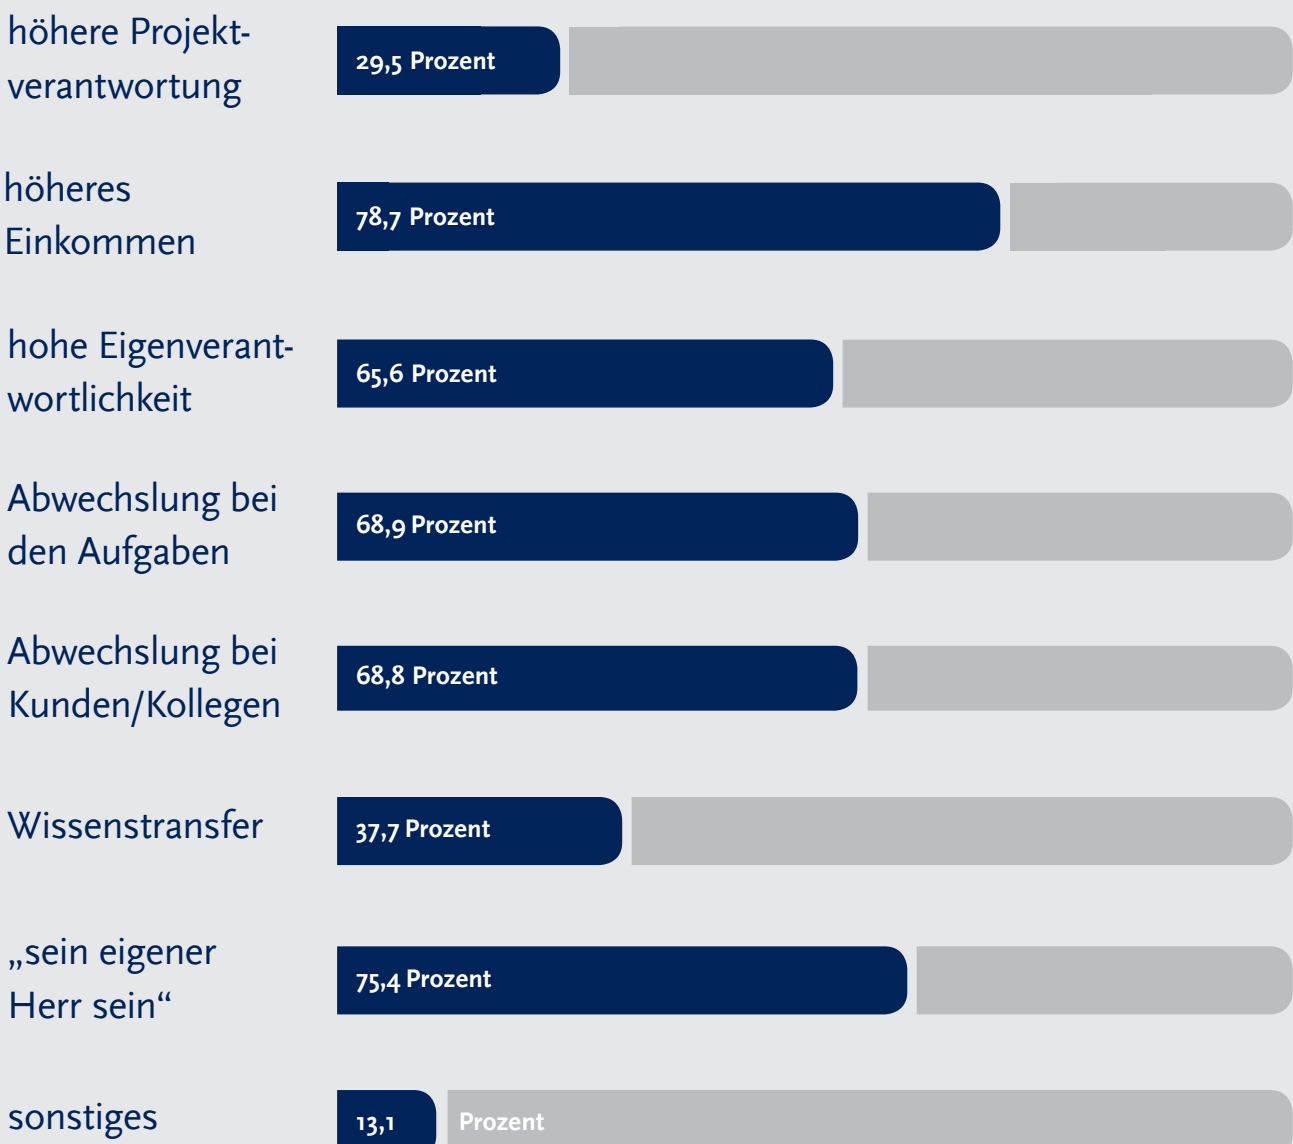 höhere Projekt-
verantwortung
29,5 Prozent
höheres
Einkommen
78,7 Prozent
hohe Eigenverant-
wortlichkeit
65,6 Prozent
Abwechslung bei
den Aufgaben
68,9 Prozent
Abwechslung bei
Kunden/Kollegen
68,8 Prozent
Wissenstransfer
37,7 Prozent
„sein eigener
Herr sein“
75,4 Prozent
sonstiges
13,1 Prozent